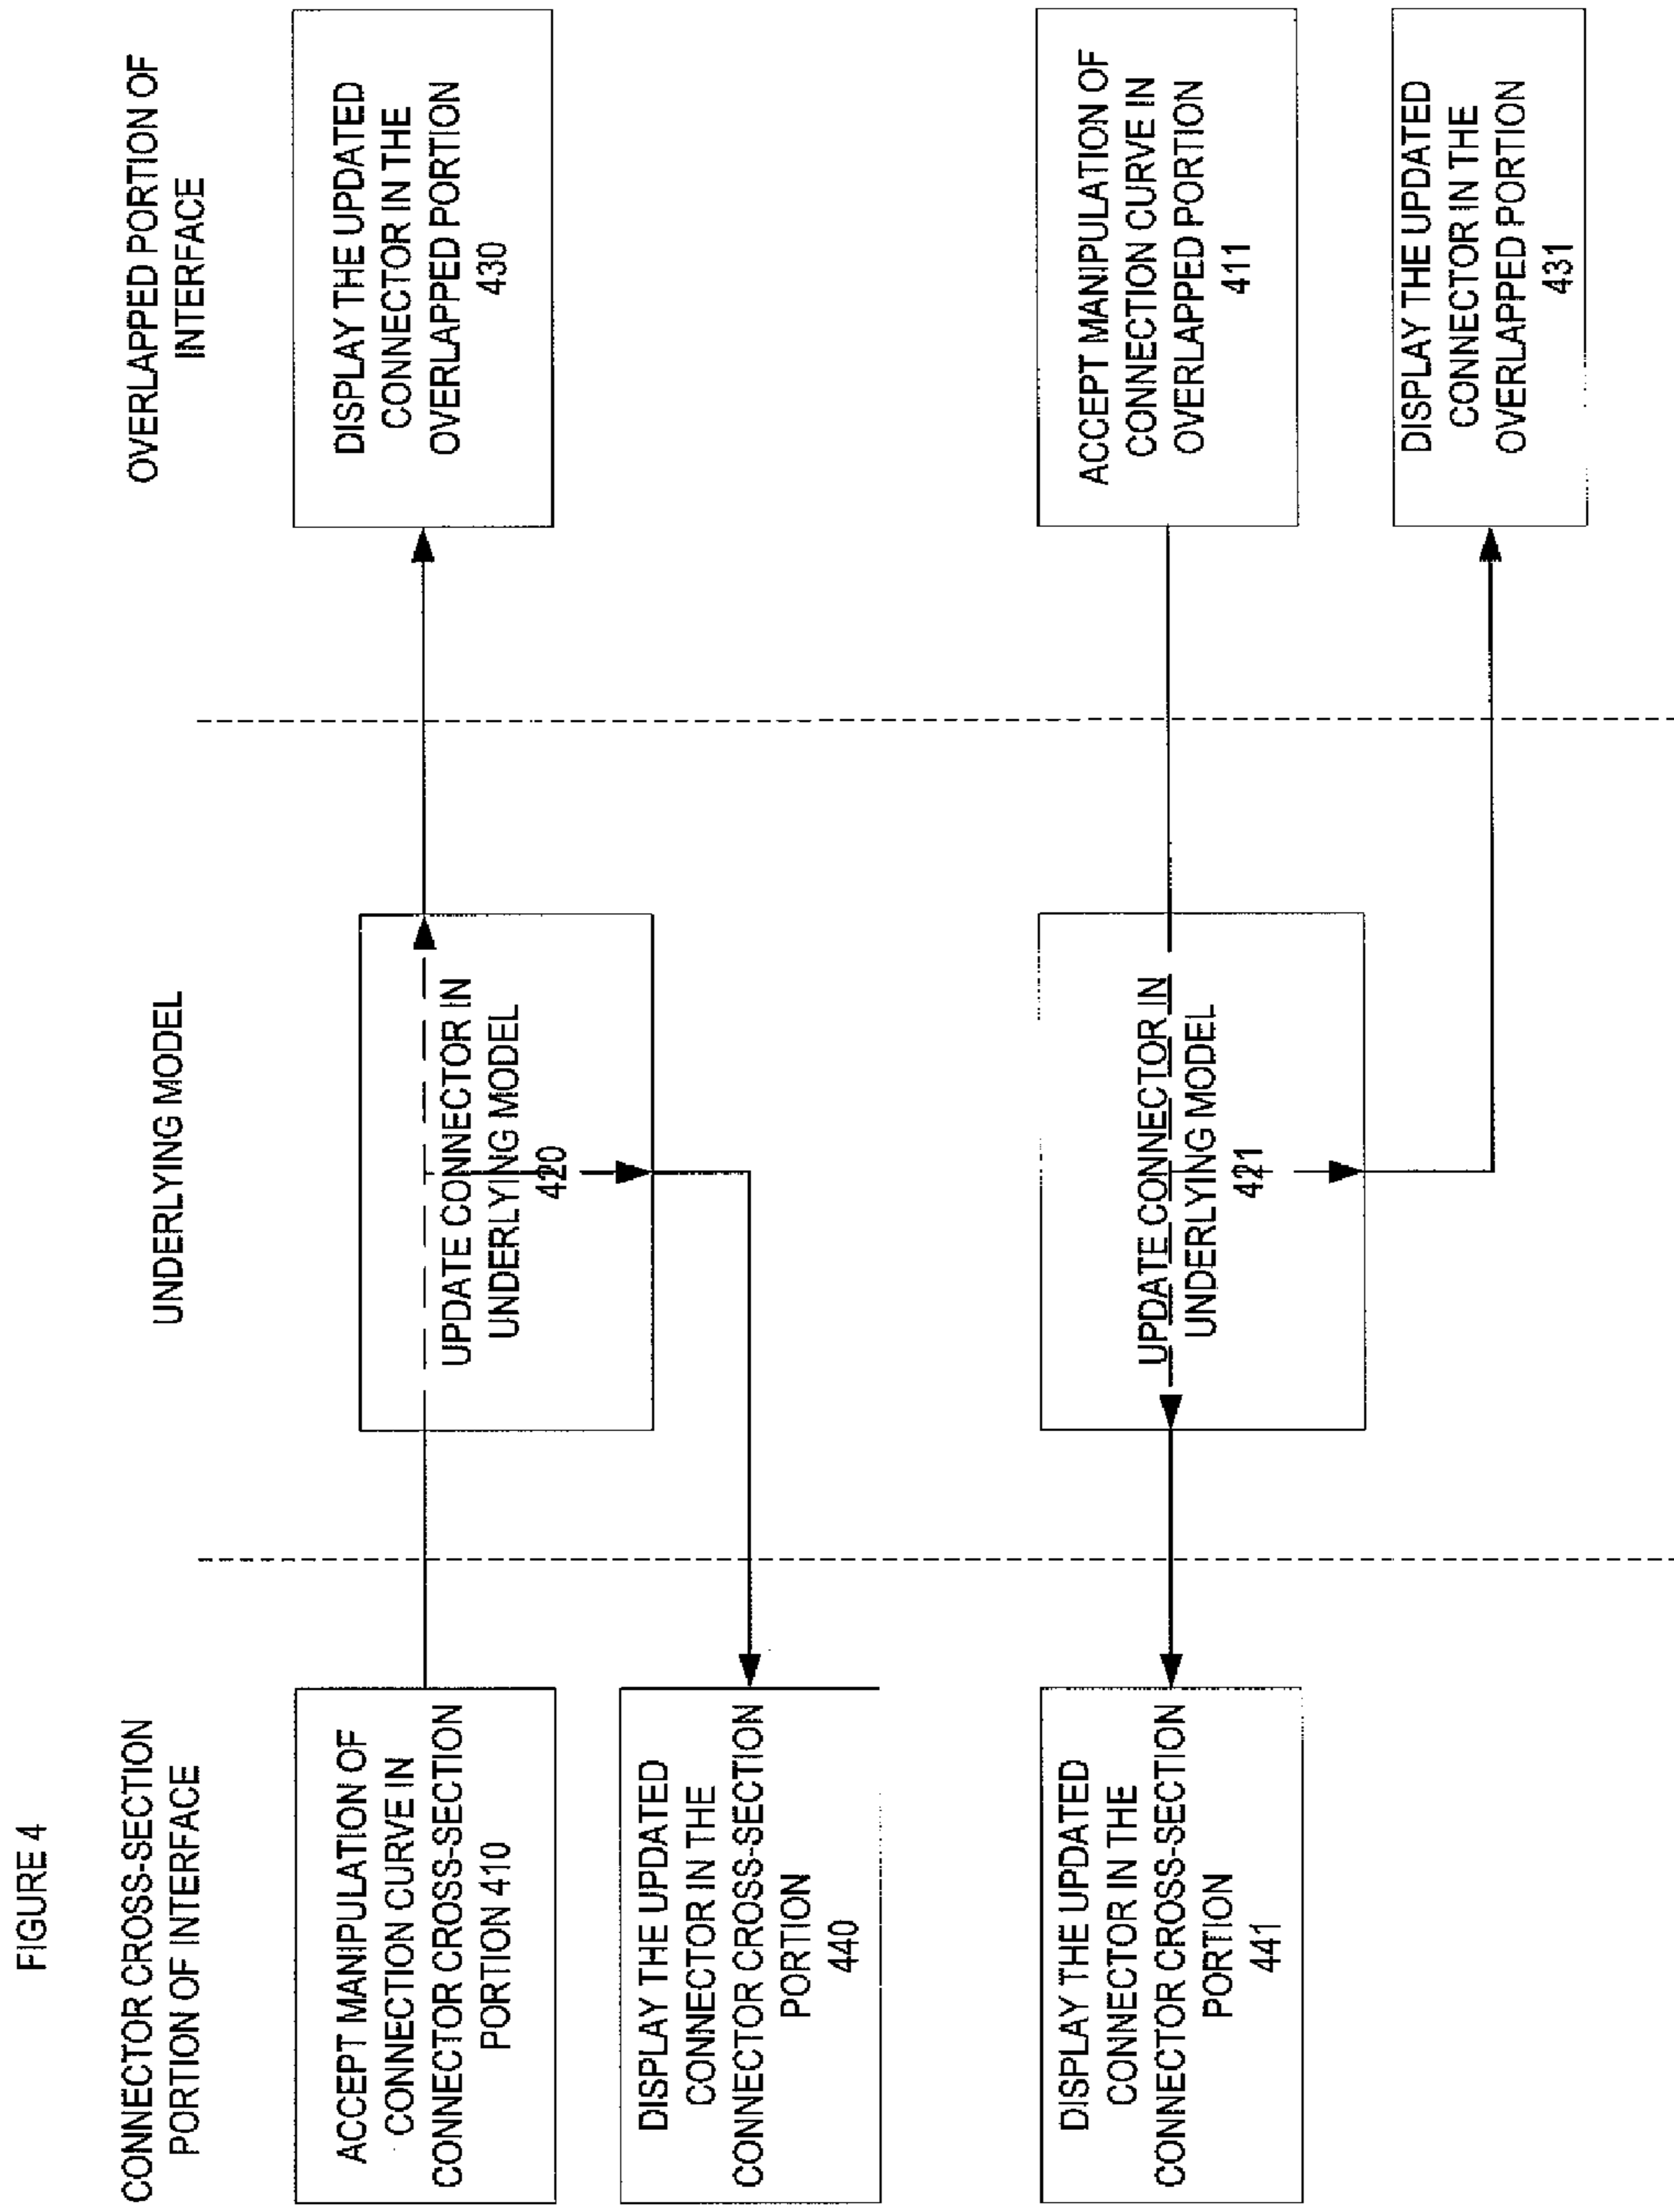 FIGURE 4
CONNECTOR CROSS-SECTION
PORTION OF INTERFACE
UNDERLYING MODEL
OVERLAPPED PORTION OF
INTERFACE
ACCEPT MANIPULATION OF
CONNECTION CURVE IN
CONNECTOR CROSS-SECTION
PORTION 410
UPDATE CONNECTOR IN
UNDERLYING MODEL
420
DISPLAY THE UPDATED
CONNECTOR IN THE
OVERLAPPED PORTION
430
DISPLAY THE UPDATED
CONNECTOR IN THE
CONNECTOR CROSS-SECTION
PORTION
440
DISPLAY THE UPDATED
CONNECTOR IN THE
CONNECTOR CROSS-SECTION
PORTION
441
UPDATE CONNECTOR IN
UNDERLYING MODEL
421
ACCEPT MANIPULATION OF
CONNECTION CURVE IN
OVERLAPPED PORTION
411
DISPLAY THE UPDATED
CONNECTOR IN THE
OVERLAPPED PORTION
431